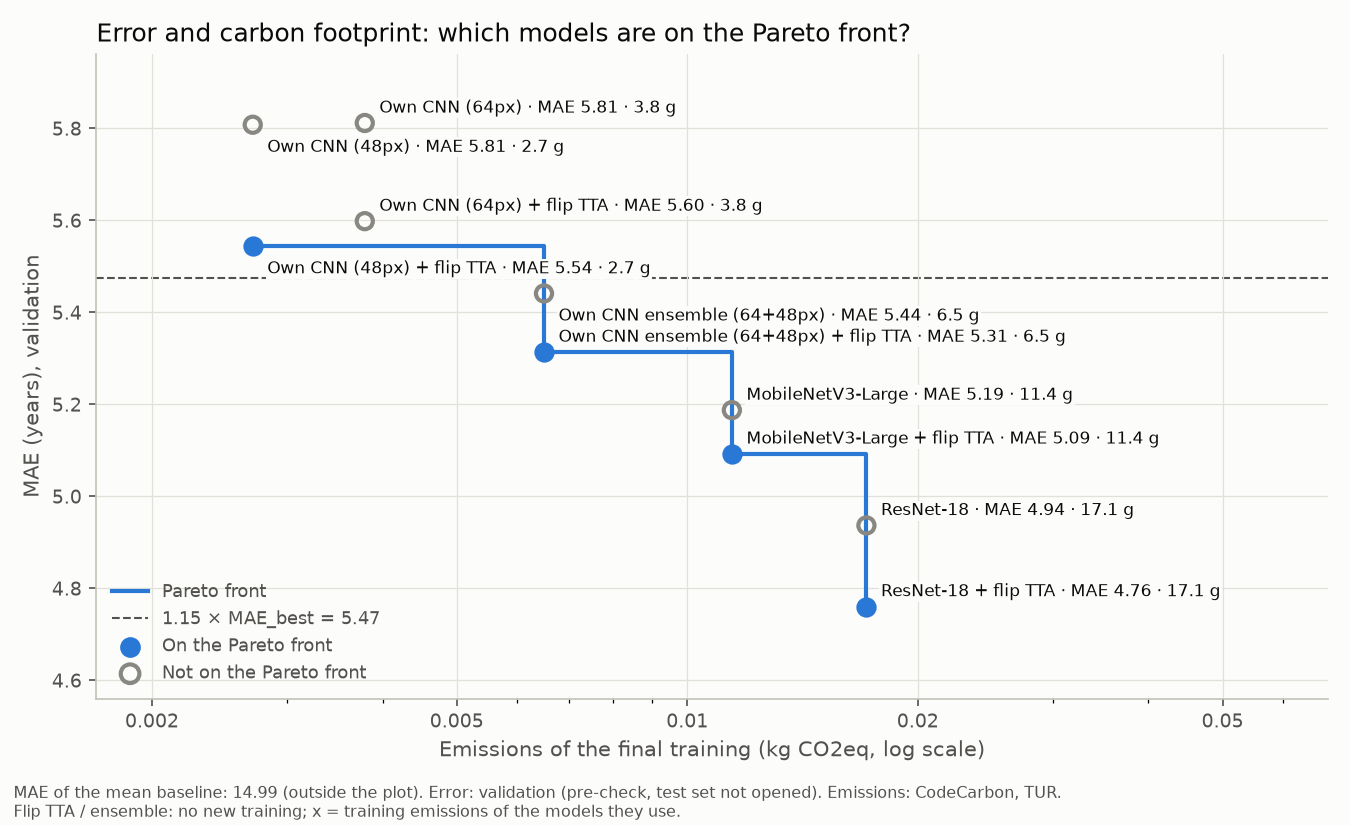 Error and carbon footprint: which models are on the Pareto front?
MAE (years), validation
5.8
5.6
5.4
5.2
5.0
4.8
4.6
Own CNN (64px) · MAE 5.81 · 3.8 g
Own CNN (48px) · MAE 5.81 · 2.7 g
Own CNN (64px) + flip TTA · MAE 5.60 · 3.8 g
Own CNN (48px) + flip TTA · MAE 5.54 · 2.7 g
Own CNN ensemble (64+48px) · MAE 5.44 · 6.5 g
Own CNN ensemble (64+48px) + flip TTA · MAE 5.31 · 6.5 g
MobileNetV3-Large · MAE 5.19 · 11.4 g
MobileNetV3-Large + flip TTA · MAE 5.09 · 11.4 g
ResNet-18 · MAE 4.94 · 17.1 g
ResNet-18 + flip TTA · MAE 4.76 · 17.1 g
Pareto front
1.15 × MAE_best = 5.47
On the Pareto front
Not on the Pareto front
0.002
0.005
0.01
0.02
0.05
Emissions of the final training (kg CO2eq, log scale)
MAE of the mean baseline: 14.99 (outside the plot). Error: validation (pre-check, test set not opened). Emissions: CodeCarbon, TUR.
Flip TTA / ensemble: no new training; x = training emissions of the models they use.